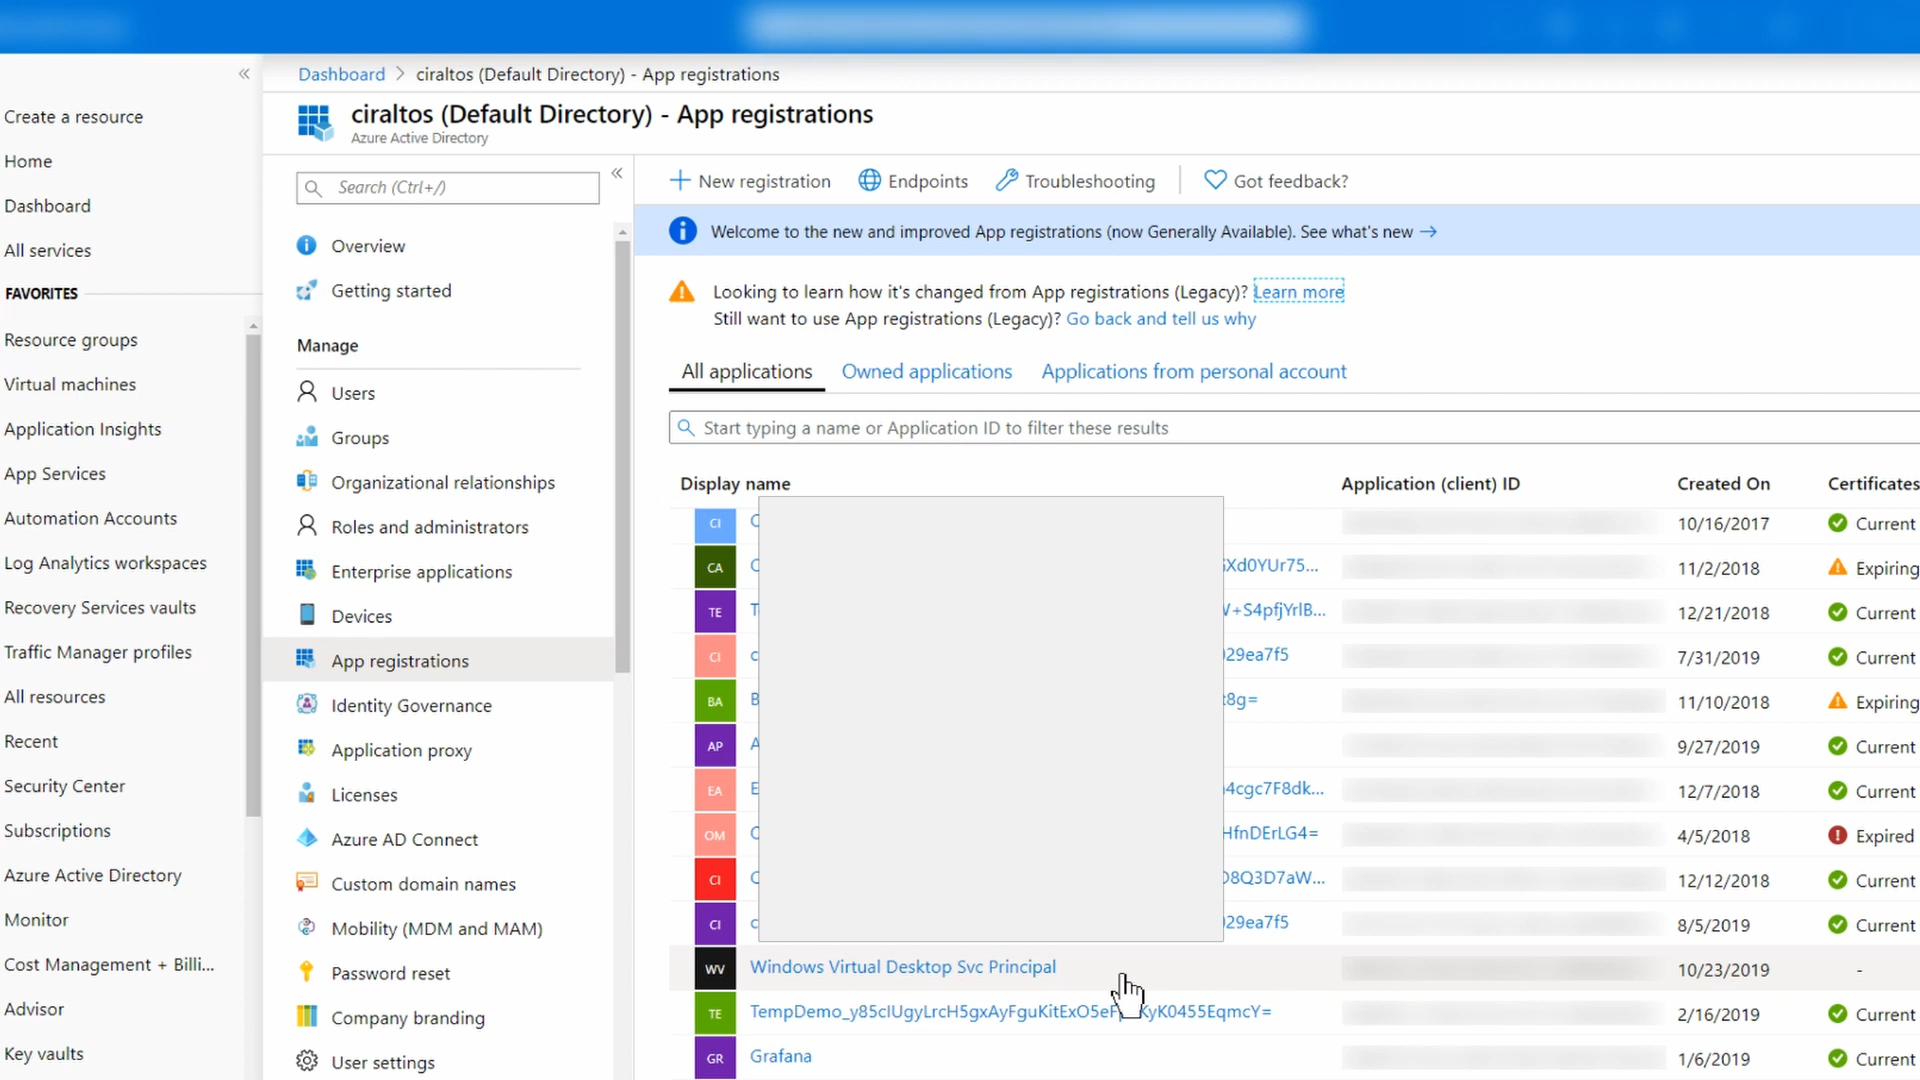 Dashboard > ciraltos (Default Directory) - App registrations
ciraltos (Default Directory) - App registrations
Azure Active Directory
Create a resource
Home
Dashboard
All services
FAVORITES
Resource groups
Virtual machines
Application Insights
App Services
Automation Accounts
Log Analytics workspaces
Recovery Services vaults
Traffic Manager profiles
All resources
Recent
Security Center
Subscriptions
Azure Active Directory
Monitor
Cost Management + Billi...
Advisor
Key vaults
Search (Ctrl+/)
Overview
Getting started
Manage
Users
Groups
Organizational relationships
Roles and administrators
Enterprise applications
Devices
App registrations
Identity Governance
Application proxy
Licenses
Azure AD Connect
Custom domain names
Mobility (MDM and MAM)
Password reset
Company branding
User settings
New registration Endpoints Troubleshooting Got feedback?
Welcome to the new and improved App registrations (now Generally Available). See what's new →
Looking to learn how it's changed from App registrations (Legacy)? Learn more
Still want to use App registrations (Legacy)? Go back and tell us why
All applications Owned applications Applications from personal account
Start typing a name or Application ID to filter these results
Display name Application (client) ID Created On Certificates
CI 10/16/2017 Current
CA Xd0YUr75... 11/2/2018 Expiring
TE +S4pfjYrlB... 12/21/2018 Current
CI 29ea7f5 7/31/2019 Current
BA 8g= 11/10/2018 Expiring
AP 9/27/2019 Current
EA 4cgc7F8dk... 12/7/2018 Current
OM HfnDErLG4= 4/5/2018 Expired
CI 8Q3D7aW... 12/12/2018 Current
CI 29ea7f5 8/5/2019 Current
WV Windows Virtual Desktop Svc Principal 10/23/2019 -
TE 2/16/2019 Current
GR Grafana 1/6/2019 Current